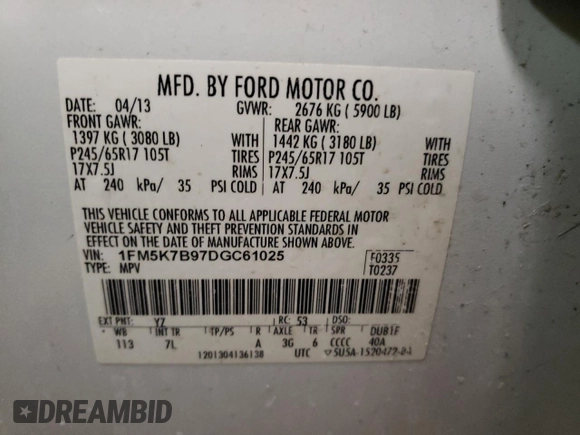 MFD. BY FORD MOTOR CO.
DATE: 04/13 GVWR: 2676 KG ( 5900 LB)
FRONT GAWR: REAR GAWR:
1397 KG ( 3080 LB) WITH 1442 KG ( 3180 LB) WITH
P245/65R17 105T TIRES P245/65R17 105T TIRES
17X7.5J RIMS 17X7.5J RIMS
AT 240 kPa/ 35 PSI COLD AT 240 kPa/ 35 PSI COLD
THIS VEHICLE CONFORMS TO ALL APPLICABLE FEDERAL MOTOR
VEHICLE SAFETY AND THEFT PREVENTION STANDARDS IN
EFFECT ON THE DATE OF MANUFACTURE SHOWN ABOVE.
VIN: 1FM5K7B97DGC61025 F0335
TYPE: MPV T0237
EXT PNT: Y7 RC: 53 DSO:
WB INT TR TP/PS R AXLE TR SPR DUB1F
113 7L A 3G 6 CCCC 40A
1201304136138 UTC
DREAMBID